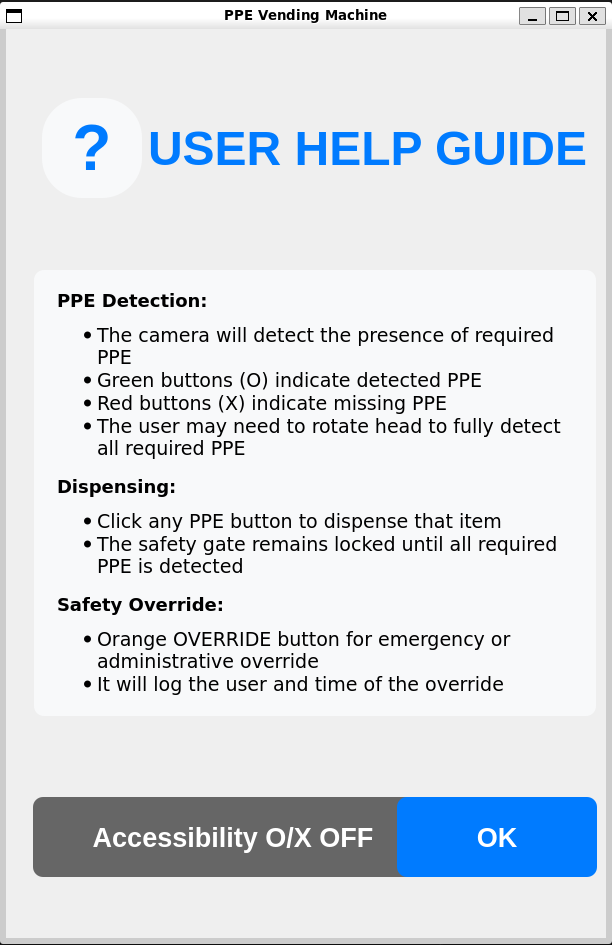 PPE Vending Machine
? USER HELP GUIDE
PPE Detection:
• The camera will detect the presence of required
PPE
• Green buttons (O) indicate detected PPE
• Red buttons (X) indicate missing PPE
• The user may need to rotate head to fully detect
all required PPE
Dispensing:
• Click any PPE button to dispense that item
• The safety gate remains locked until all required
PPE is detected
Safety Override:
• Orange OVERRIDE button for emergency or
administrative override
• It will log the user and time of the override
Accessibility O/X OFF OK